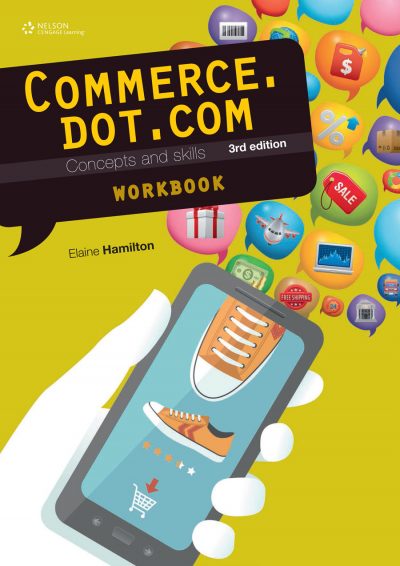 NELSON
CENGAGE Learning
COMMERCE.
DOT.COM
Concepts and skills 3rd edition
WORKBOOK
Elaine Hamilton
$
%
SALE
FREE SHIPPING